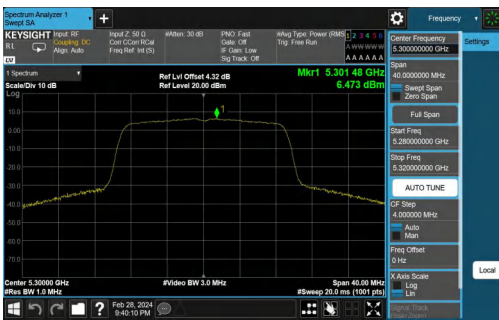 Spectrum Analyzer 1
Swept SA
Frequency
KEYSIGHT
RL
Input: RF
Coupling: DC
Align: Auto
Input Z: 50 Ω
Corr CCorr RCal
Freq Ref: Int (S)
#Atten: 30 dB
PNO: Fast
Gate: Off
IF Gain: Low
Sig Track: Off
#Avg Type: Power (RMS)
Trig: Free Run
1 2 3 4 5 6
A W W W W W
A A A A A A
LVI
1 Spectrum
Scale/Div 10 dB
Log
Ref Lvl Offset 4.32 dB
Ref Level 20.00 dBm
Mkr1 5.301 48 GHz
6.473 dBm
1
10.0
0.00
-10.0
-20.0
-30.0
-40.0
-50.0
-60.0
-70.0
Center 5.30000 GHz
#Res BW 1.0 MHz
#Video BW 3.0 MHz
Span 40.00 MHz
#Sweep 20.0 ms (1001 pts)
Center Frequency
5.300000000 GHz
Span
40.0000000 MHz
Swept Span
Zero Span
Full Span
Start Freq
5.280000000 GHz
Stop Freq
5.320000000 GHz
AUTO TUNE
CF Step
4.000000 MHz
Auto
Man
Freq Offset
0 Hz
X Axis Scale
Log
Lin
Signal Track
Settings
Local
?
Feb 28, 2024
9:40:10 PM